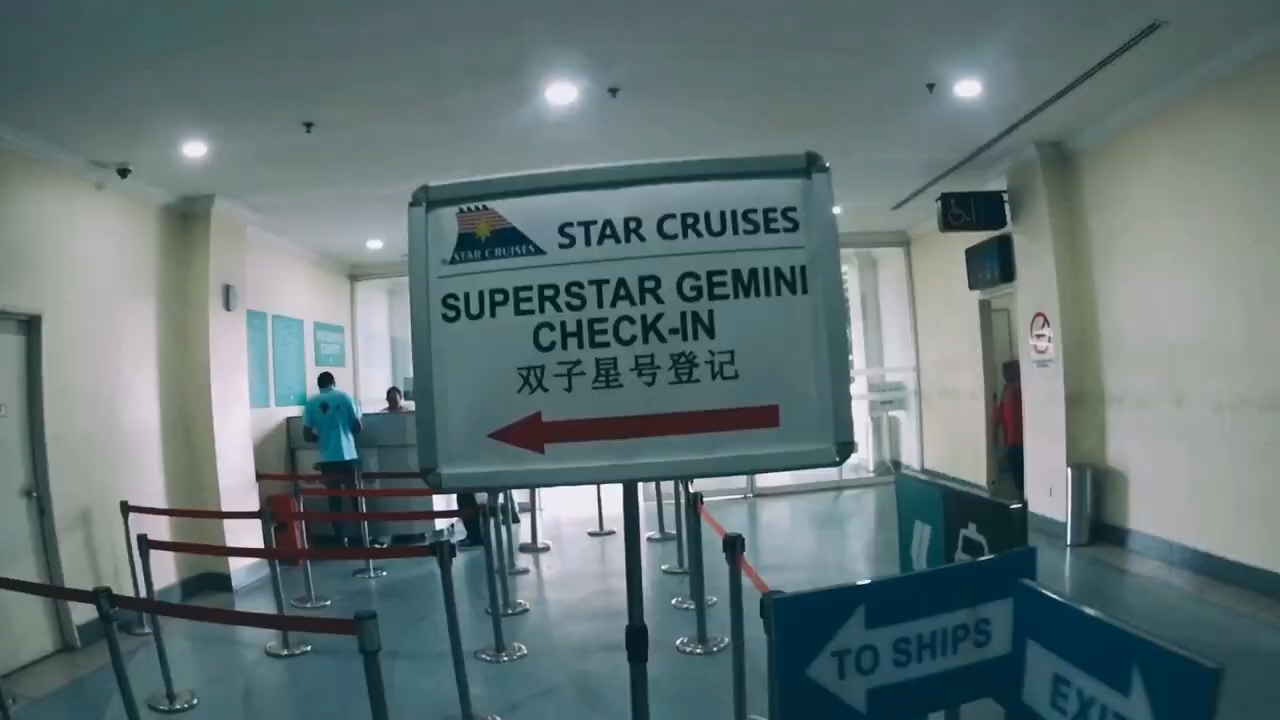 STAR CRUISES
STAR CRUISES
SUPERSTAR GEMINI
CHECK-IN
双子星号登记
TO SHIPS
EXIT